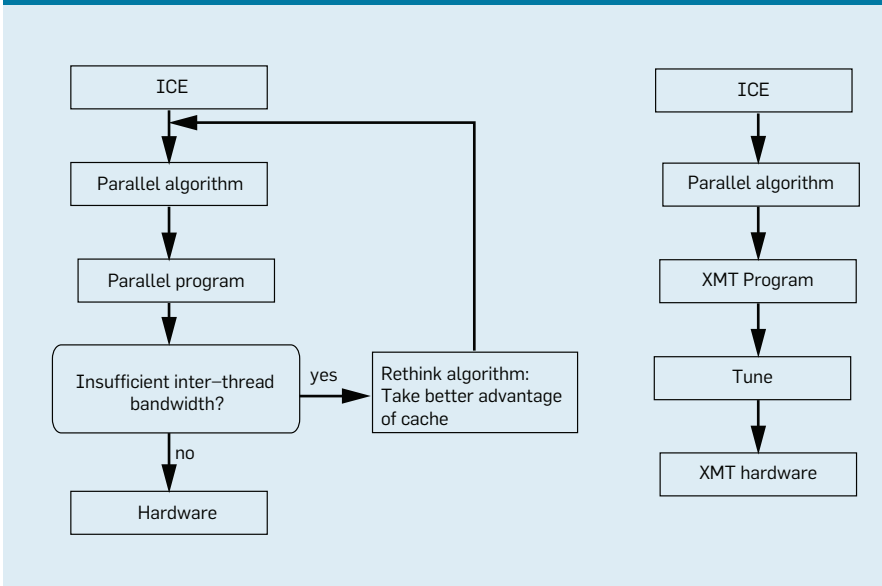 ICE
Parallel algorithm
Parallel program
Insufficient inter–thread
bandwidth?
yes
Rethink algorithm:
Take better advantage
of cache
no
Hardware
ICE
Parallel algorithm
XMT Program
Tune
XMT hardware